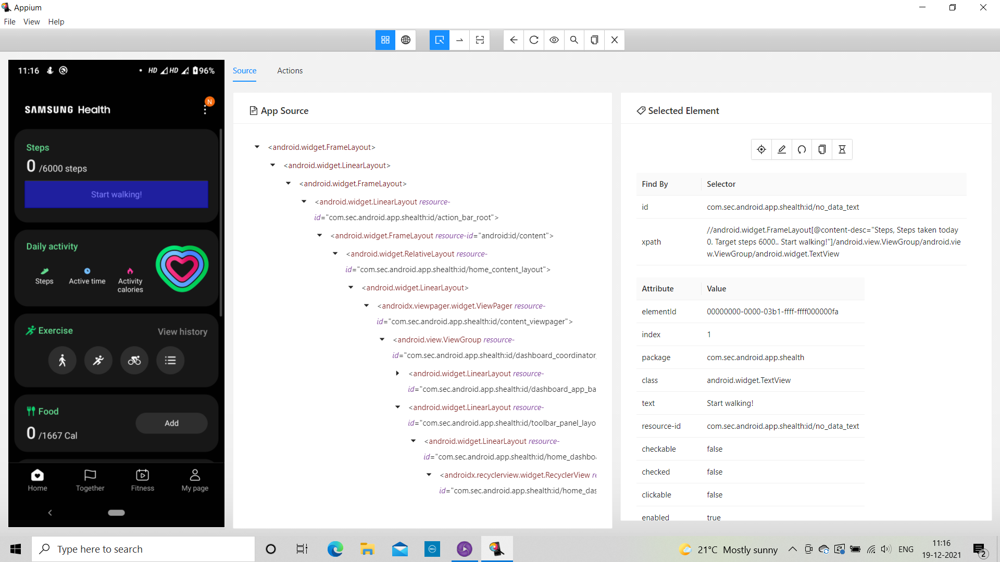 Appium
File View Help
11:16 HD HD 96%
SAMSUNG Health
N
Steps
0 /6000 steps
Start walking!
Daily activity
Steps
Active time
Activity
calories
Exercise
View history
Food
0 /1667 Cal
Add
Home
Together
Fitness
My page
Source
Actions
App Source
<android.widget.FrameLayout>
<android.widget.LinearLayout>
<android.widget.FrameLayout>
<android.widget.LinearLayout resource-
id="com.sec.android.app.shealth:id/action_bar_root">
<android.widget.FrameLayout resource-id="android:id/content">
<android.widget.RelativeLayout resource-
id="com.sec.android.app.shealth:id/home_content_layout">
<android.widget.LinearLayout>
<androidx.viewpager.widget.ViewPager resource-
id="com.sec.android.app.shealth:id/content_viewpager">
<android.view.ViewGroup resource-
id="com.sec.android.app.shealth:id/dashboard_coordinator_
<android.widget.LinearLayout resource-
id="com.sec.android.app.shealth:id/dashboard_app_ba
<android.widget.LinearLayout resource-
id="com.sec.android.app.shealth:id/toolbar_panel_layo
<android.widget.LinearLayout resource-
id="com.sec.android.app.shealth:id/home_dashbo
<androidx.recyclerview.widget.RecyclerView re
id="com.sec.android.app.shealth:id/home_das
Selected Element
Find By Selector
id com.sec.android.app.shealth:id/no_data_text
xpath //android.widget.FrameLayout[@content-desc="Steps, Steps taken today
0. Target steps 6000.. Start walking!"]/android.view.ViewGroup/android.vie
w.ViewGroup/android.widget.TextView
Attribute Value
elementId 00000000-0000-03b1-ffff-ffff000000fa
index 1
package com.sec.android.app.shealth
class android.widget.TextView
text Start walking!
resource-id com.sec.android.app.shealth:id/no_data_text
checkable false
checked false
clickable false
enabled true
Type here to search
DELL
21°C Mostly sunny
ENG
11:16
19-12-2021
2